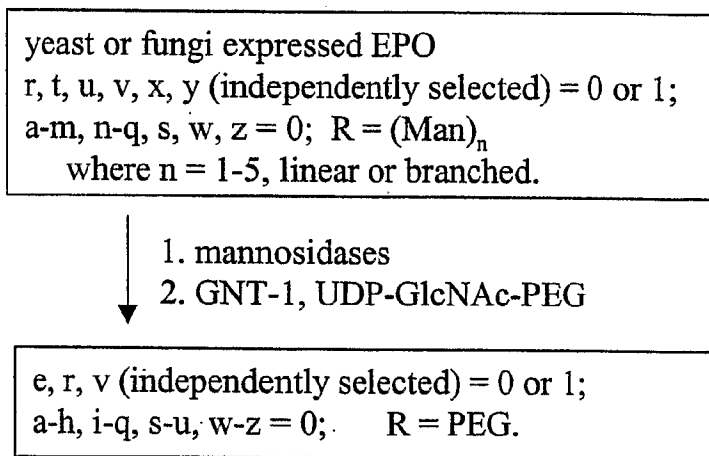 yeast or fungi expressed EPO
r, t, u, v, x, y (independently selected) = 0 or 1;
a-m, n-q, s, w, z = 0; R = (Man)n
where n = 1-5, linear or branched.
1. mannosidases
2. GNT-1, UDP-GlcNAc-PEG
e, r, v (independently selected) = 0 or 1;
a-h, i-q, s-u, w-z = 0; R = PEG.